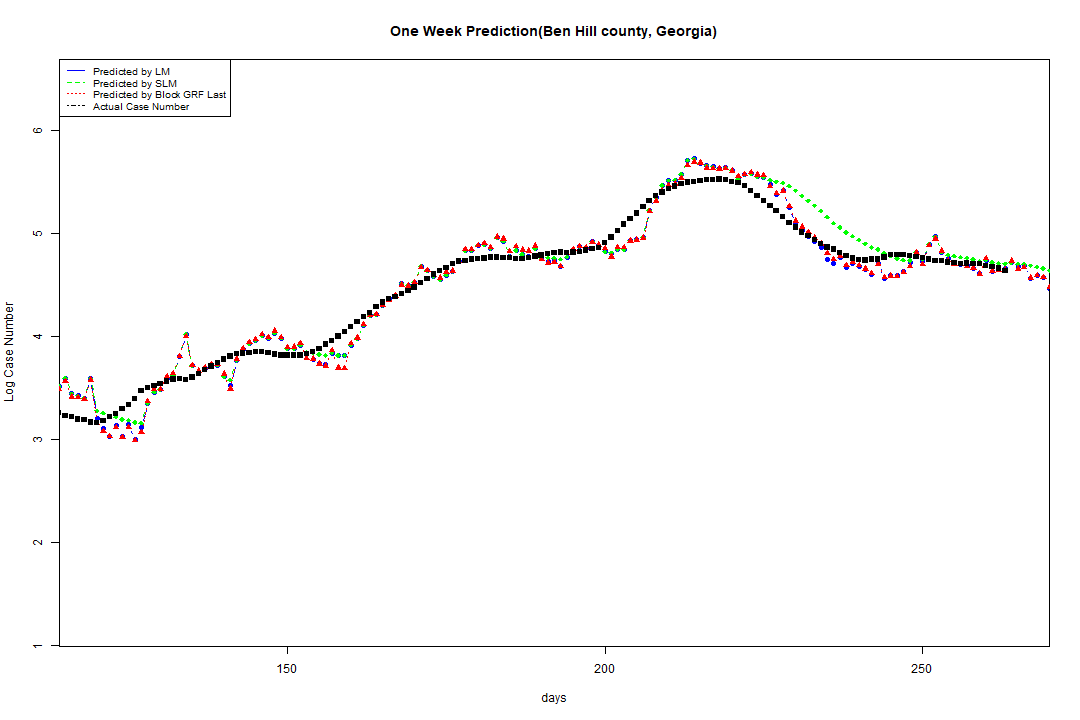 One Week Prediction(Ben Hill county, Georgia)
Predicted by LM
Predicted by SLM
Predicted by Block GRF Last
Actual Case Number
6
5
4
3
2
1
Log Case Number
150
200
250
days